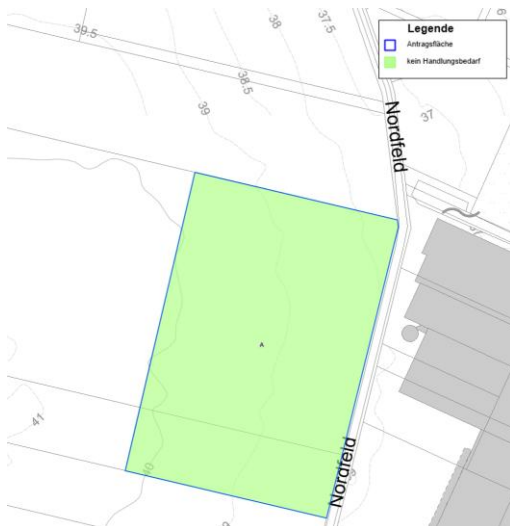 Legende
Antragsfläche
kein Handlungsbedarf
39.5
38
37.5
38.5
39
37
Nordfeld
A
41
40
Nordfeld